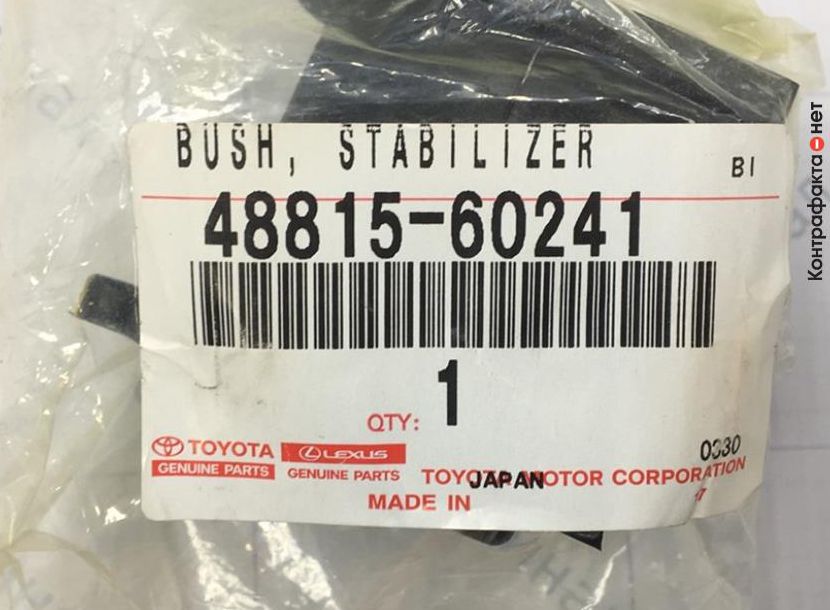 BUSH, STABILIZER
BI
48815-60241
QTY: 1
TOYOTA
GENUINE PARTS
LEXUS
GENUINE PARTS
0330
TOYOTA MOTOR CORPORATION
MADE IN JAPAN
Контрафакта нет